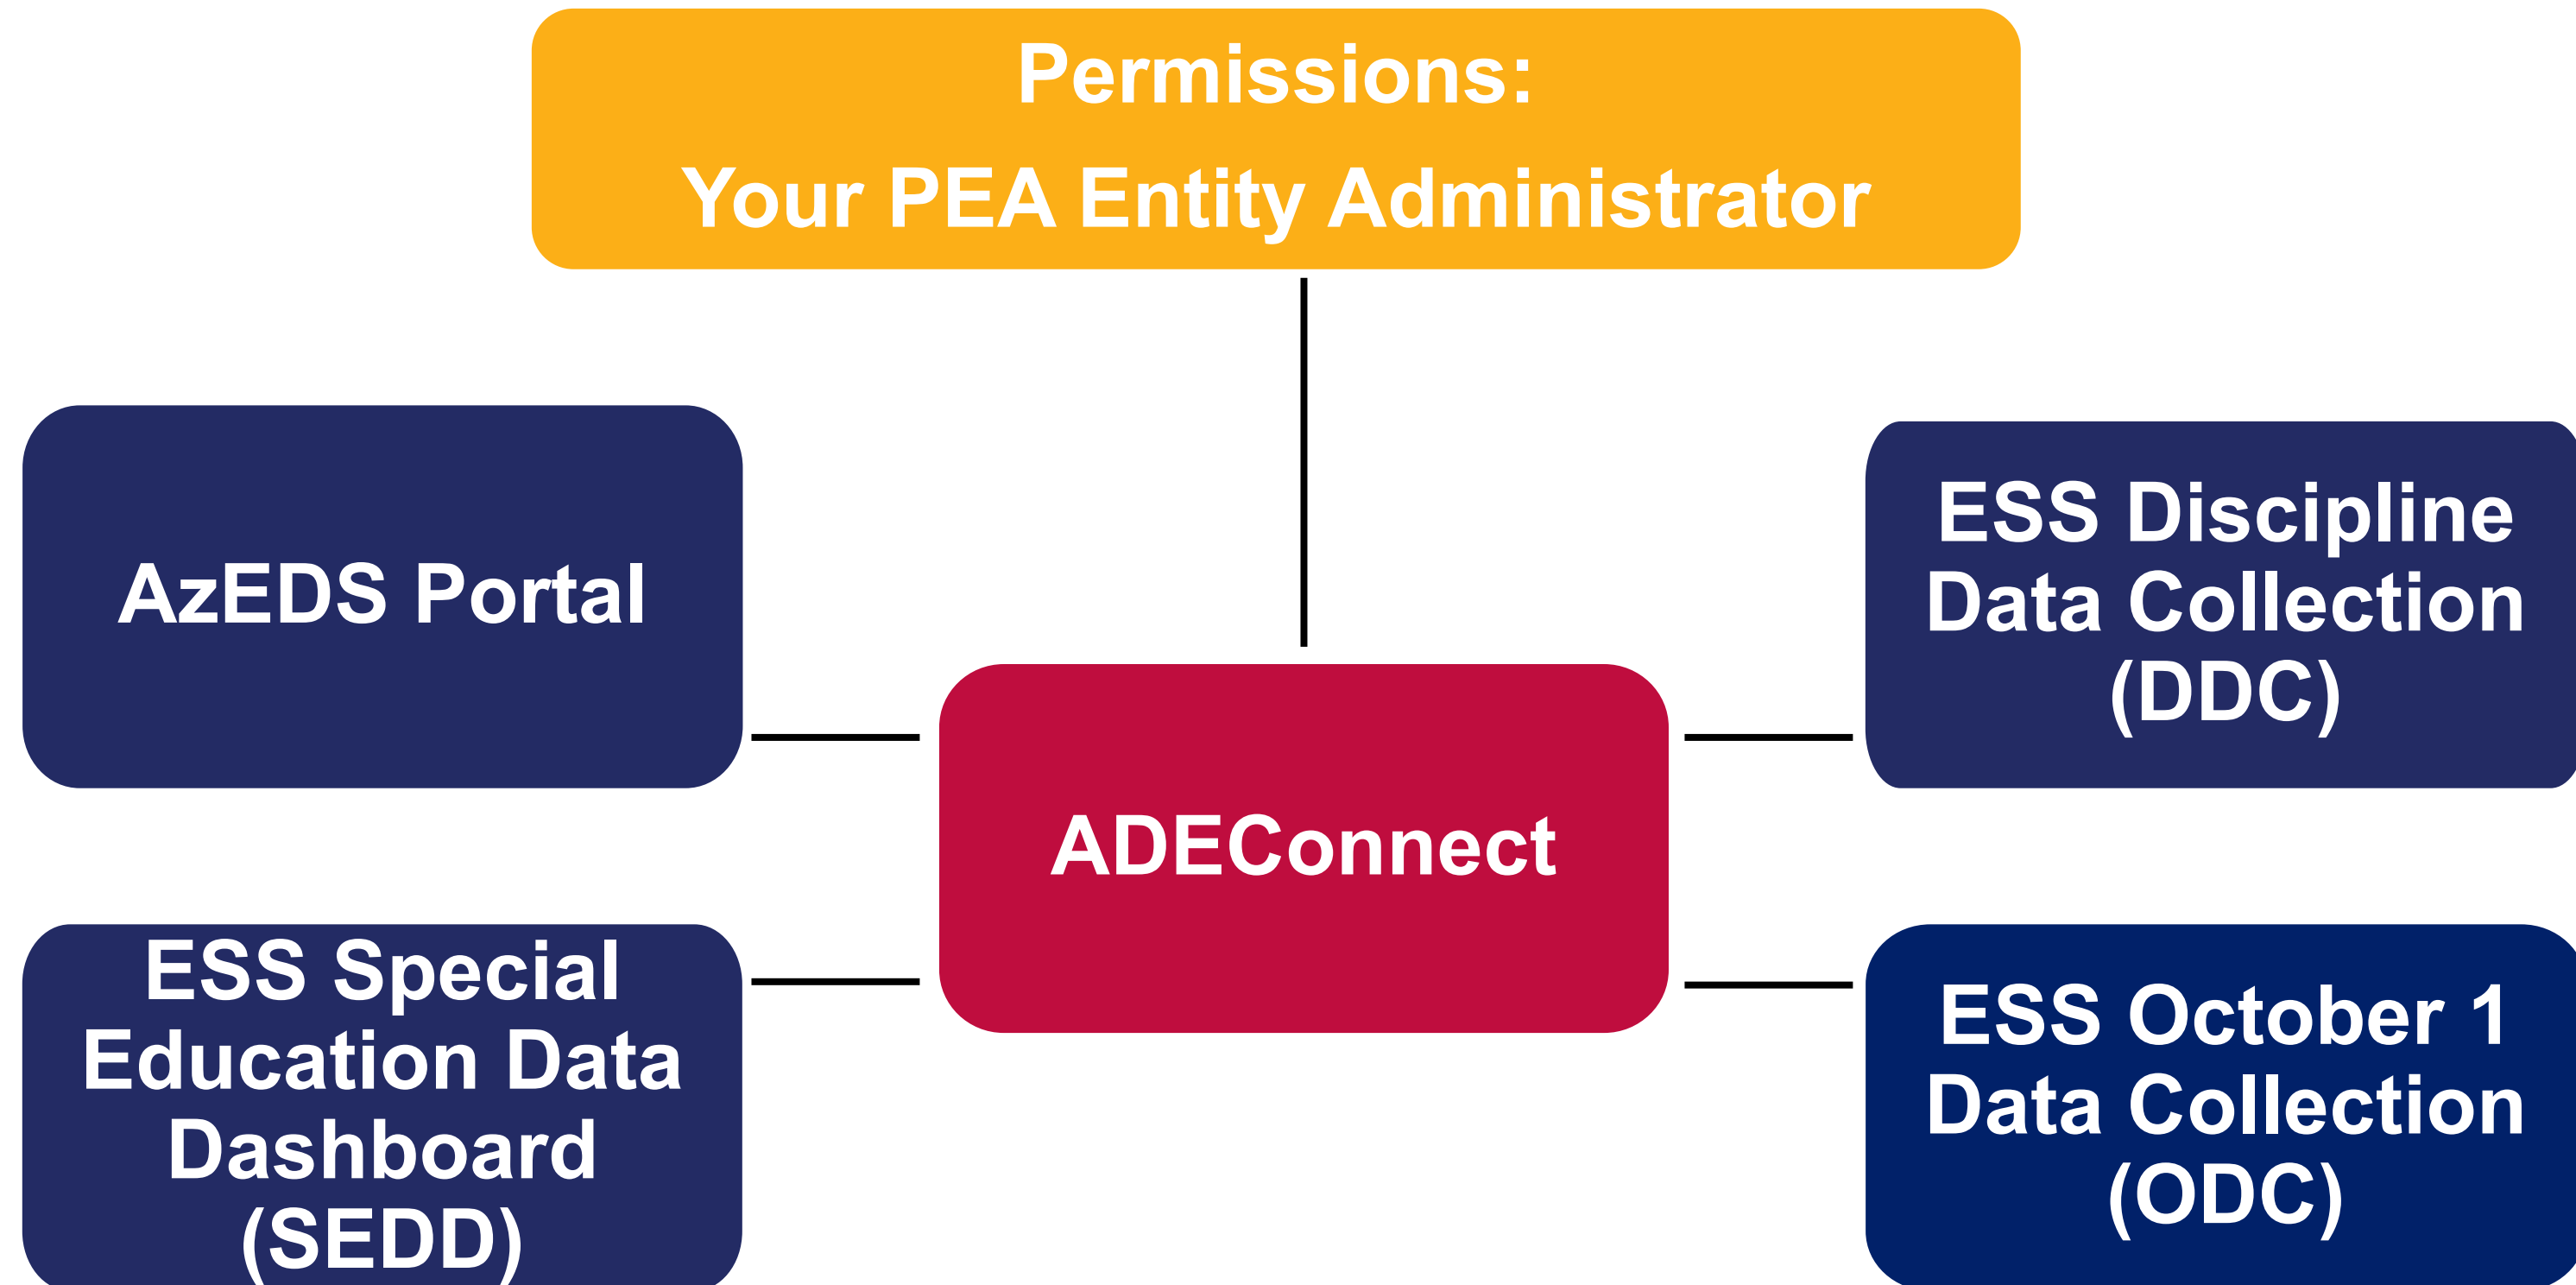 Permissions:
Your PEA Entity Administrator
AzEDS Portal
ESS Discipline
Data Collection
(DDC)
ADEConnect
ESS Special
Education Data
Dashboard
(SEDD)
ESS October 1
Data Collection
(ODC)